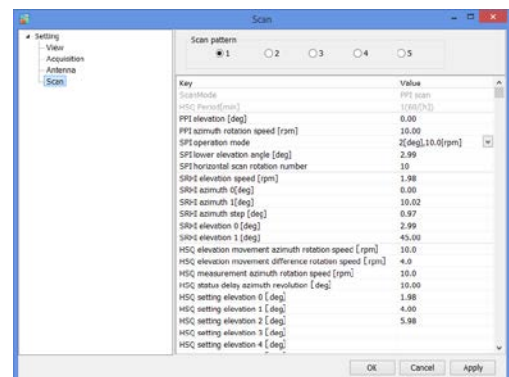 Scan
Setting
View
Acquisition
Antenna
Scan
Scan pattern
1 2 3 4 5
Key Value
ScanMode PPI scan
HSQ Period[min] 1(60/[h])
PPI elevation [deg] 0.00
PPI azimuth rotation speed [rpm] 10.00
SPI operation mode 2[deg],10.0[rpm]
SPI lower elevation angle [deg] 2.99
SPI horizontal scan rotation number 10
SRHI elevation speed [rpm] 1.98
SRHI azimuth 0[deg] 0.00
SRHI azimuth 1[deg] 10.02
SRHI azimuth step [deg] 0.97
SRHI elevation 0 [deg] 2.99
SRHI elevation 1 [deg] 45.00
HSQ elevation movement azimuth rotation speed [rpm] 10.0
HSQ elevation movement difference rotation speed [rpm] 4.0
HSQ measurement azimuth rotation speed [rpm] 10.0
HSQ status delay azimuth revolution [deg] 10.00
HSQ setting elevation 0 [deg] 1.98
HSQ setting elevation 1 [deg] 4.00
HSQ setting elevation 2 [deg] 5.98
HSQ setting elevation 3 [deg]
HSQ setting elevation 4 [deg]
OK Cancel Apply